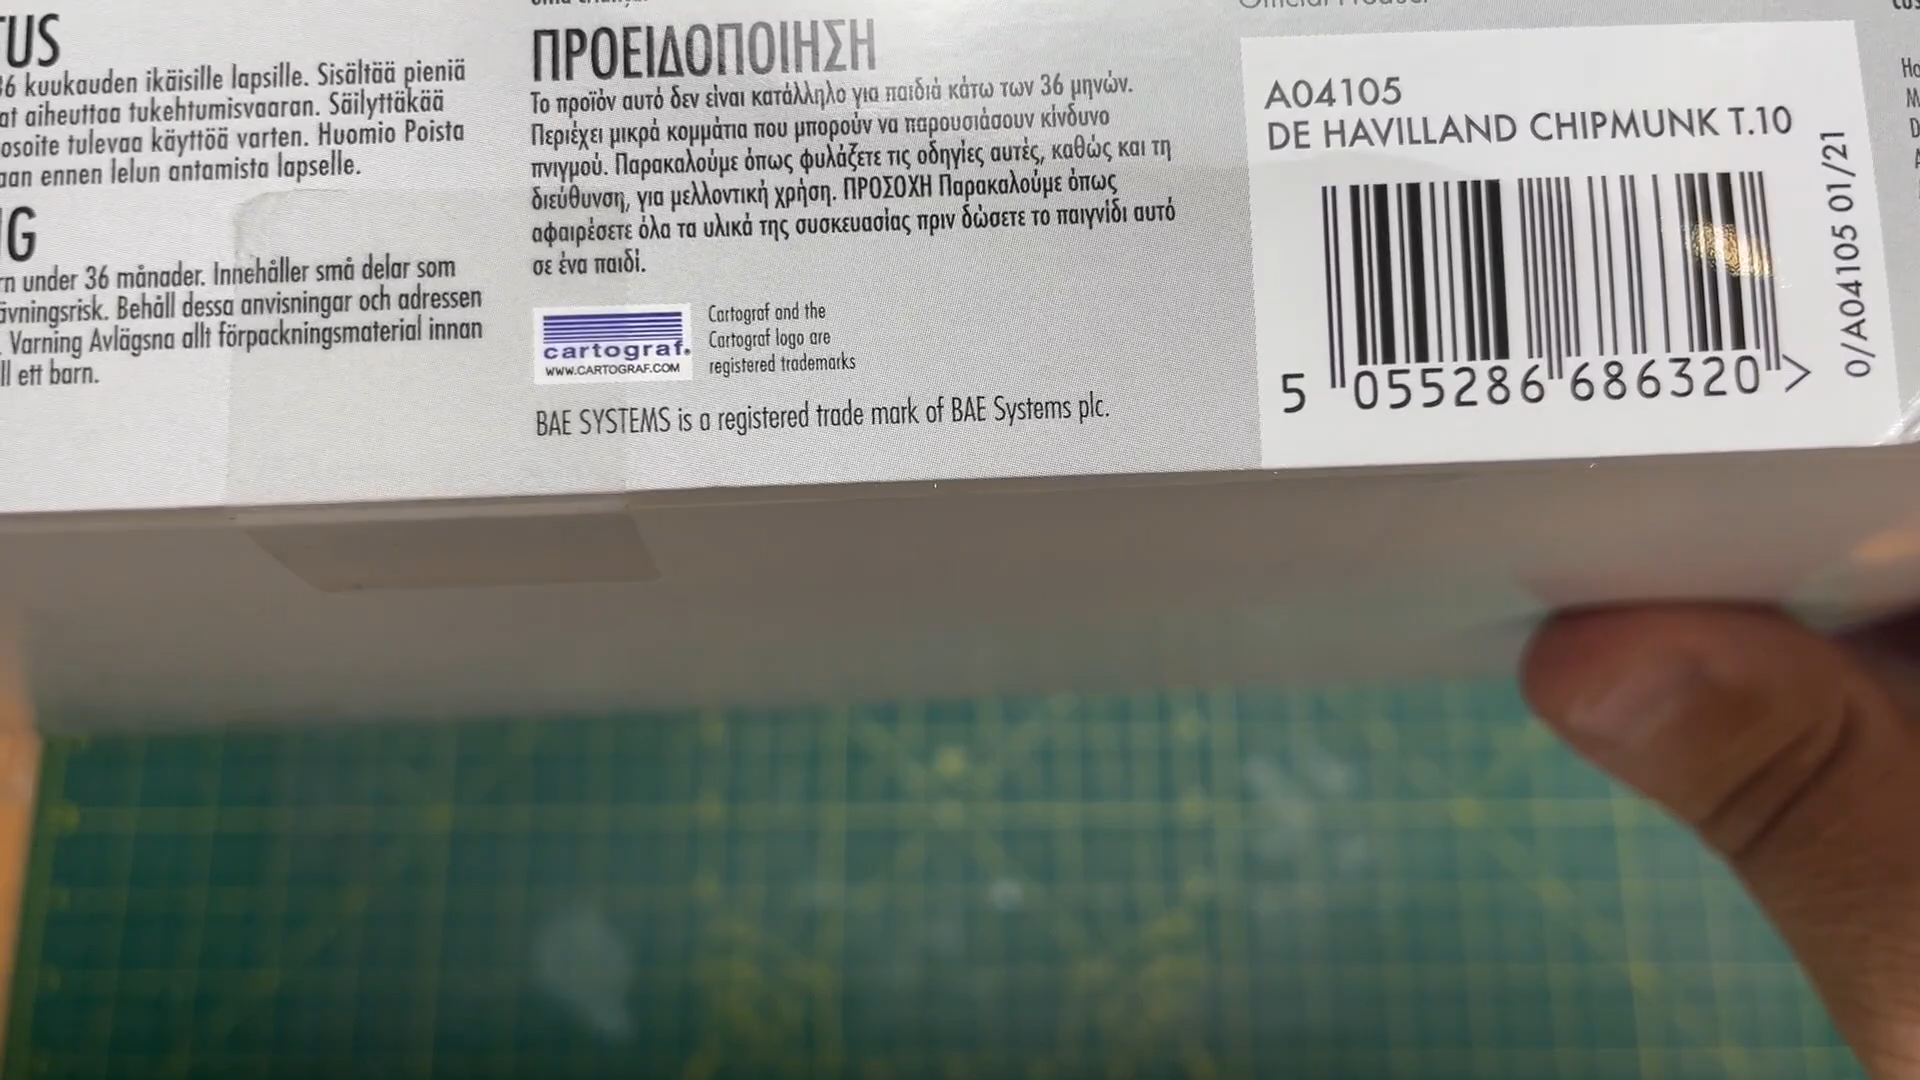 TUS
36 kuukauden ikäisille lapsille. Sisältää pieniä
at aiheuttaa tukehtumisvaaran. Säilyttäkää
osoite tulevaa käyttöä varten. Huomio Poista
aan ennen lelun antamista lapselle.
NG
rn under 36 månader. Innehåller små delar som
ävningsrisk. Behåll dessa anvisningar och adressen
. Varning Avlägsna allt förpackningsmaterial innan
ll ett barn.
ΠΡΟΕΙΔΟΠΟΙΗΣΗ
Το προϊόν αυτό δεν είναι κατάλληλο για παιδιά κάτω των 36 μηνών.
Περιέχει μικρά κομμάτια που μπορούν να παρουσιάσουν κίνδυνο
πνιγμού. Παρακαλούμε όπως φυλάξετε τις οδηγίες αυτές, καθώς και τη
διεύθυνση, για μελλοντική χρήση. ΠΡΟΣΟΧΗ Παρακαλούμε όπως
αφαιρέσετε όλα τα υλικά της συσκευασίας πριν δώσετε το παιγνίδι αυτό
σε ένα παιδί.
cartograf.
WWW.CARTOGRAF.COM
Cartograf and the
Cartograf logo are
registered trademarks
BAE SYSTEMS is a registered trade mark of BAE Systems plc.
A04105
DE HAVILLAND CHIPMUNK T.10
5 055286 686320 >
0/A04105 01/21